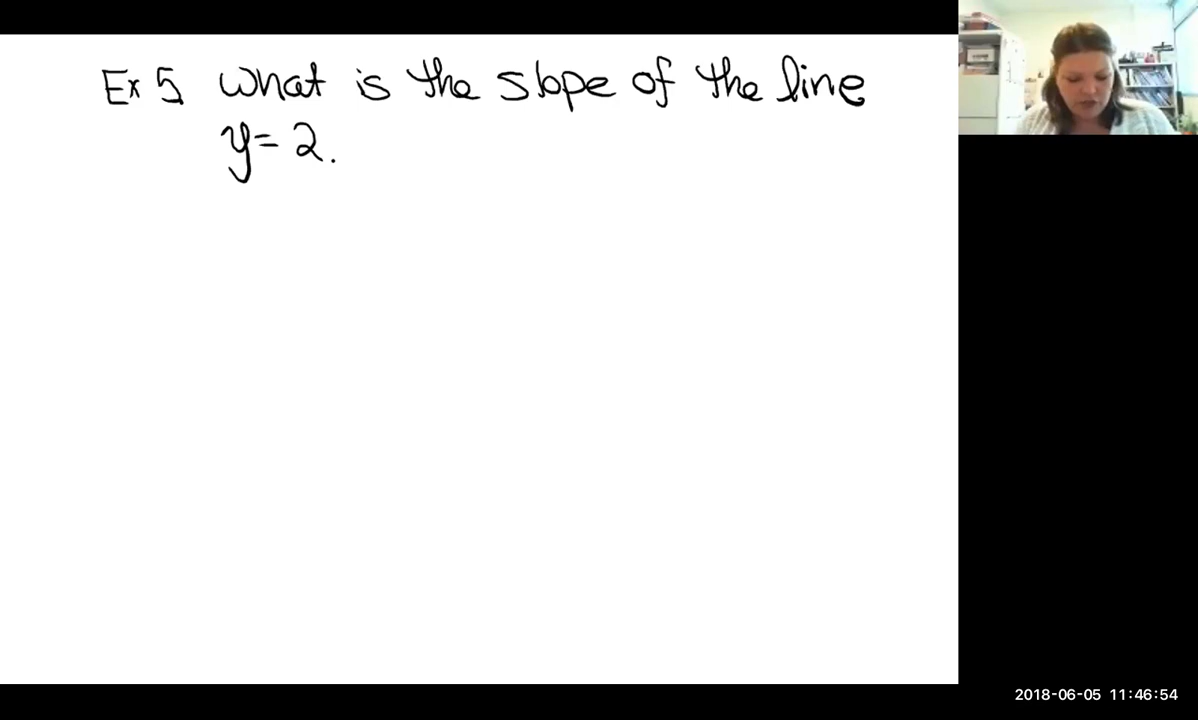 Ex 5 What is the slope of the line
y=2.
2018-06-05 11:46:54